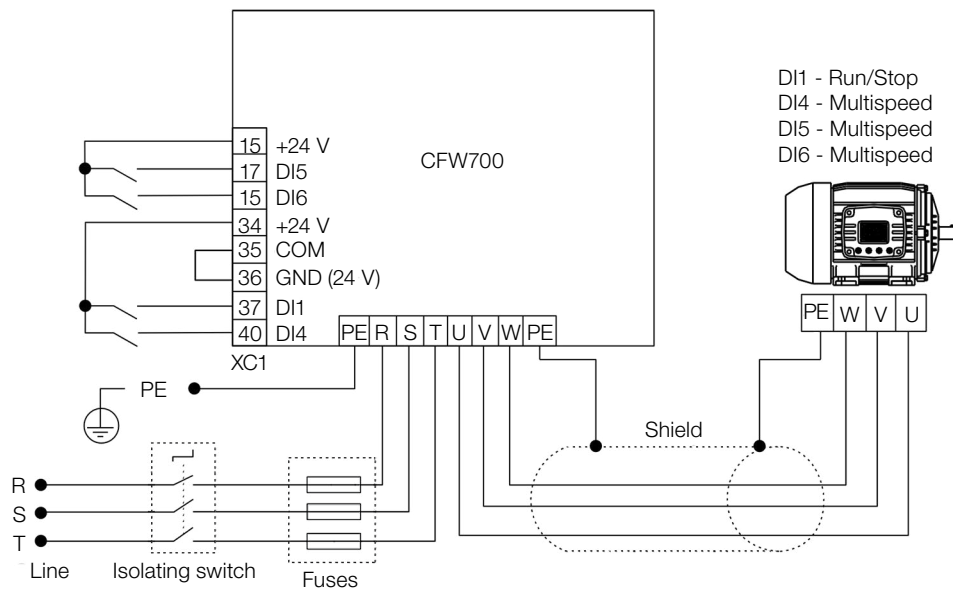 DI1 - Run/Stop
DI4 - Multispeed
DI5 - Multispeed
DI6 - Multispeed
CFW700
15 +24 V
17 DI5
15 DI6
34 +24 V
35 COM
36 GND (24 V)
37 DI1
40 DI4
XC1
PE R S T U V W PE
PE W V U
PE
Shield
R
S
T
Line
Isolating switch
Fuses